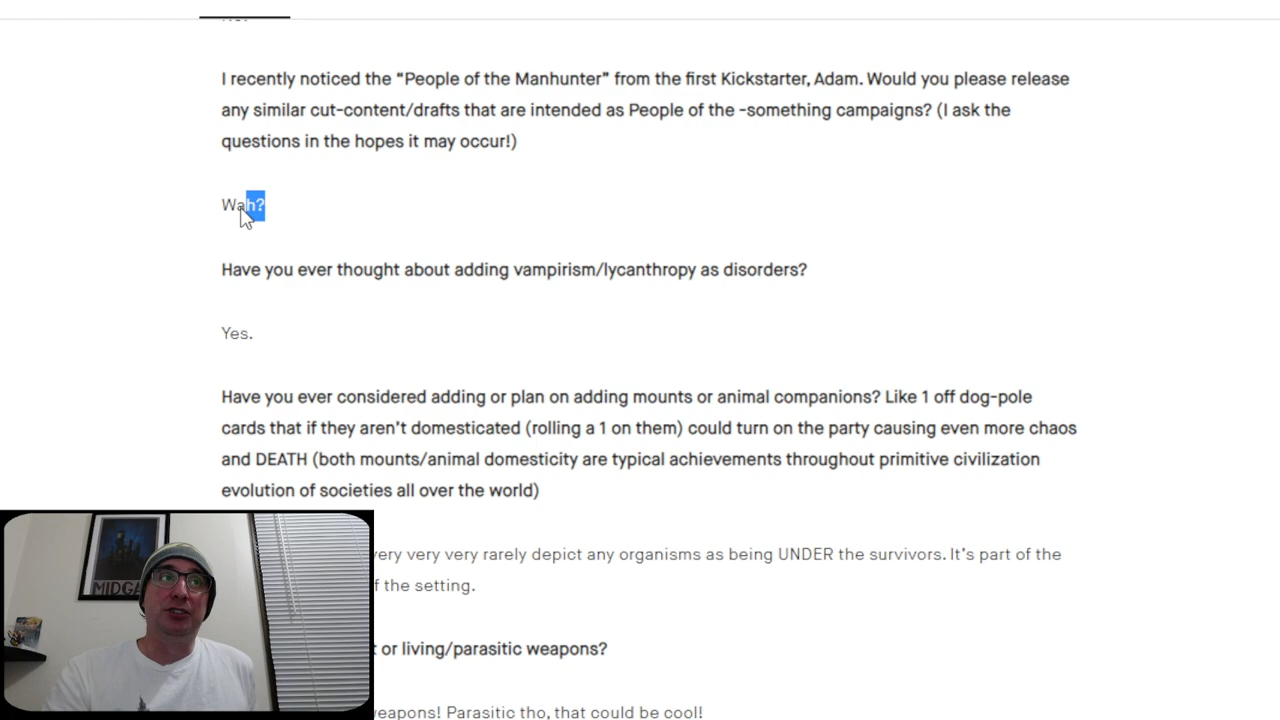 I recently noticed the “People of the Manhunter” from the first Kickstarter, Adam. Would you please release
any similar cut-content/drafts that are intended as People of the -something campaigns? (I ask the
questions in the hopes it may occur!)
Wah?
Have you ever thought about adding vampirism/lycanthropy as disorders?
Yes.
Have you ever considered adding or plan on adding mounts or animal companions? Like 1 off dog-pole
cards that if they aren’t domesticated (rolling a 1 on them) could turn on the party causing even more chaos
and DEATH (both mounts/animal domesticity are typical achievements throughout primitive civilization
evolution of societies all over the world)
very very very rarely depict any organisms as being UNDER the survivors. It’s part of the
f the setting.
t or living/parasitic weapons?
weapons! Parasitic tho, that could be cool!
MIDGA